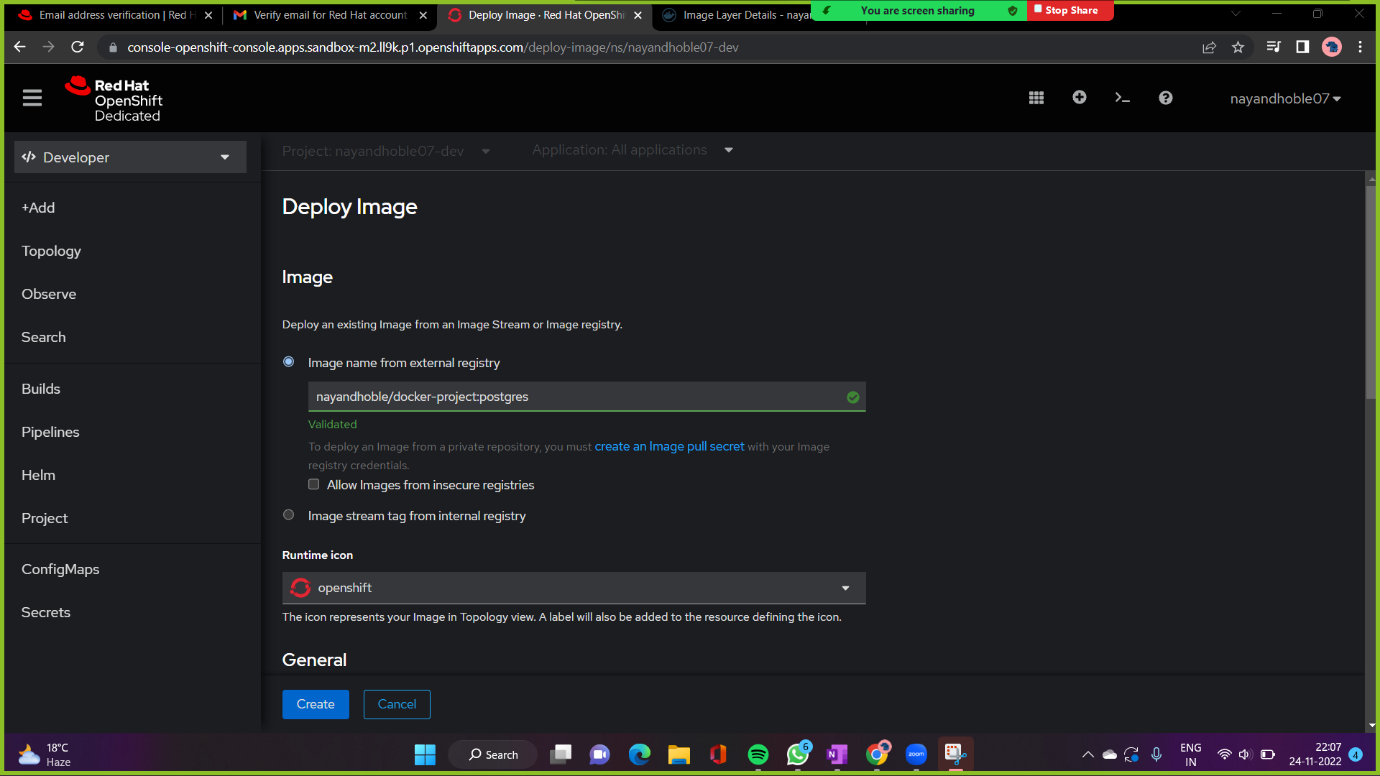 Email address verification | Red H
Verify email for Red Hat account
Deploy Image · Red Hat OpenShi
Image Layer Details - nayan
You are screen sharing
Stop Share
console-openshift-console.apps.sandbox-m2.ll9k.p1.openshiftapps.com/deploy-image/ns/nayandhoble07-dev
Red Hat
OpenShift
Dedicated
nayandhoble07
Developer
Project: nayandhoble07-dev
Application: All applications
+Add
Topology
Observe
Search
Builds
Pipelines
Helm
Project
ConfigMaps
Secrets
Deploy Image
Image
Deploy an existing Image from an Image Stream or Image registry.
Image name from external registry
nayandhoble/docker-project:postgres
Validated
To deploy an Image from a private repository, you must create an Image pull secret with your Image
registry credentials.
Allow Images from insecure registries
Image stream tag from internal registry
Runtime icon
openshift
The icon represents your Image in Topology view. A label will also be added to the resource defining the icon.
General
Create
Cancel
18°C
Haze
Search
6
zoom
ENG
IN
22:07
24-11-2022
4